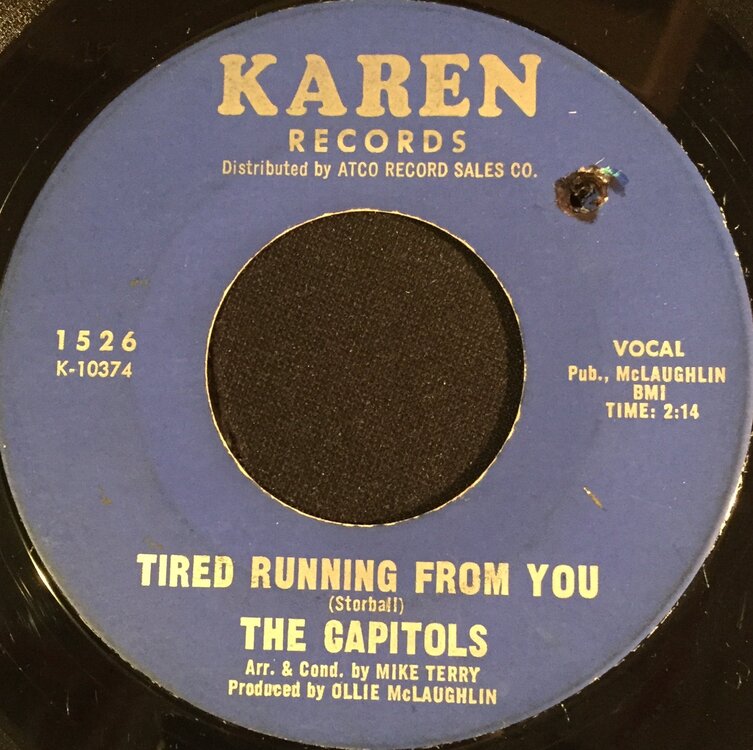 KAREN
RECORDS
Distributed by ATCO RECORD SALES CO.
1526
K-10374
VOCAL
Pub., McLAUGHLIN
BMI
TIME: 2:14
TIRED RUNNING FROM YOU
(Storball)
THE CAPITOLS
Arr. & Cond. by MIKE TERRY
Produced by OLLIE McLAUGHLIN